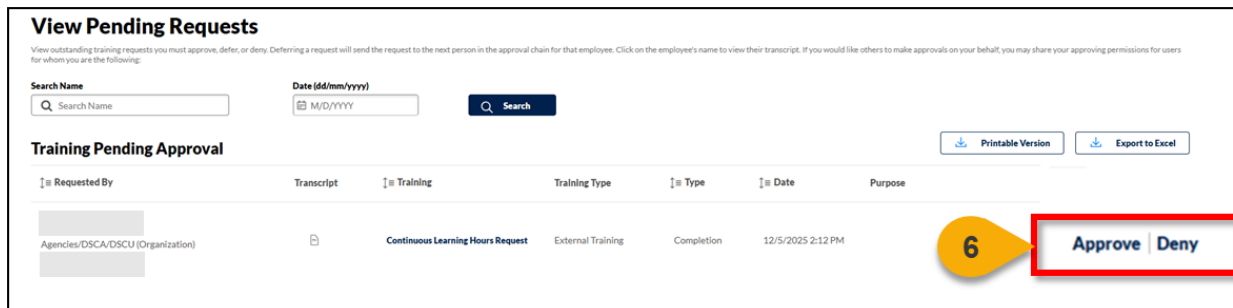 View Pending Requests
View outstanding training requests you must approve, defer, or deny. Deferring a request will send the request to the next person in the approval chain for that employee. Click on the employee's name to view their transcript. If you would like others to make approvals on your behalf, you may share your approving permissions for users
for whom you are the following:
Search Name Date (dd/mm/yyyy)
Search Name M/D/YYYY Search
Training Pending Approval Printable Version Export to Excel
Requested By Transcript Training Training Type Type Date Purpose
Agencies/DSCA/DSCU (Organization) Continuous Learning Hours Request External Training Completion 12/5/2025 2:12 PM 6 Approve | Deny